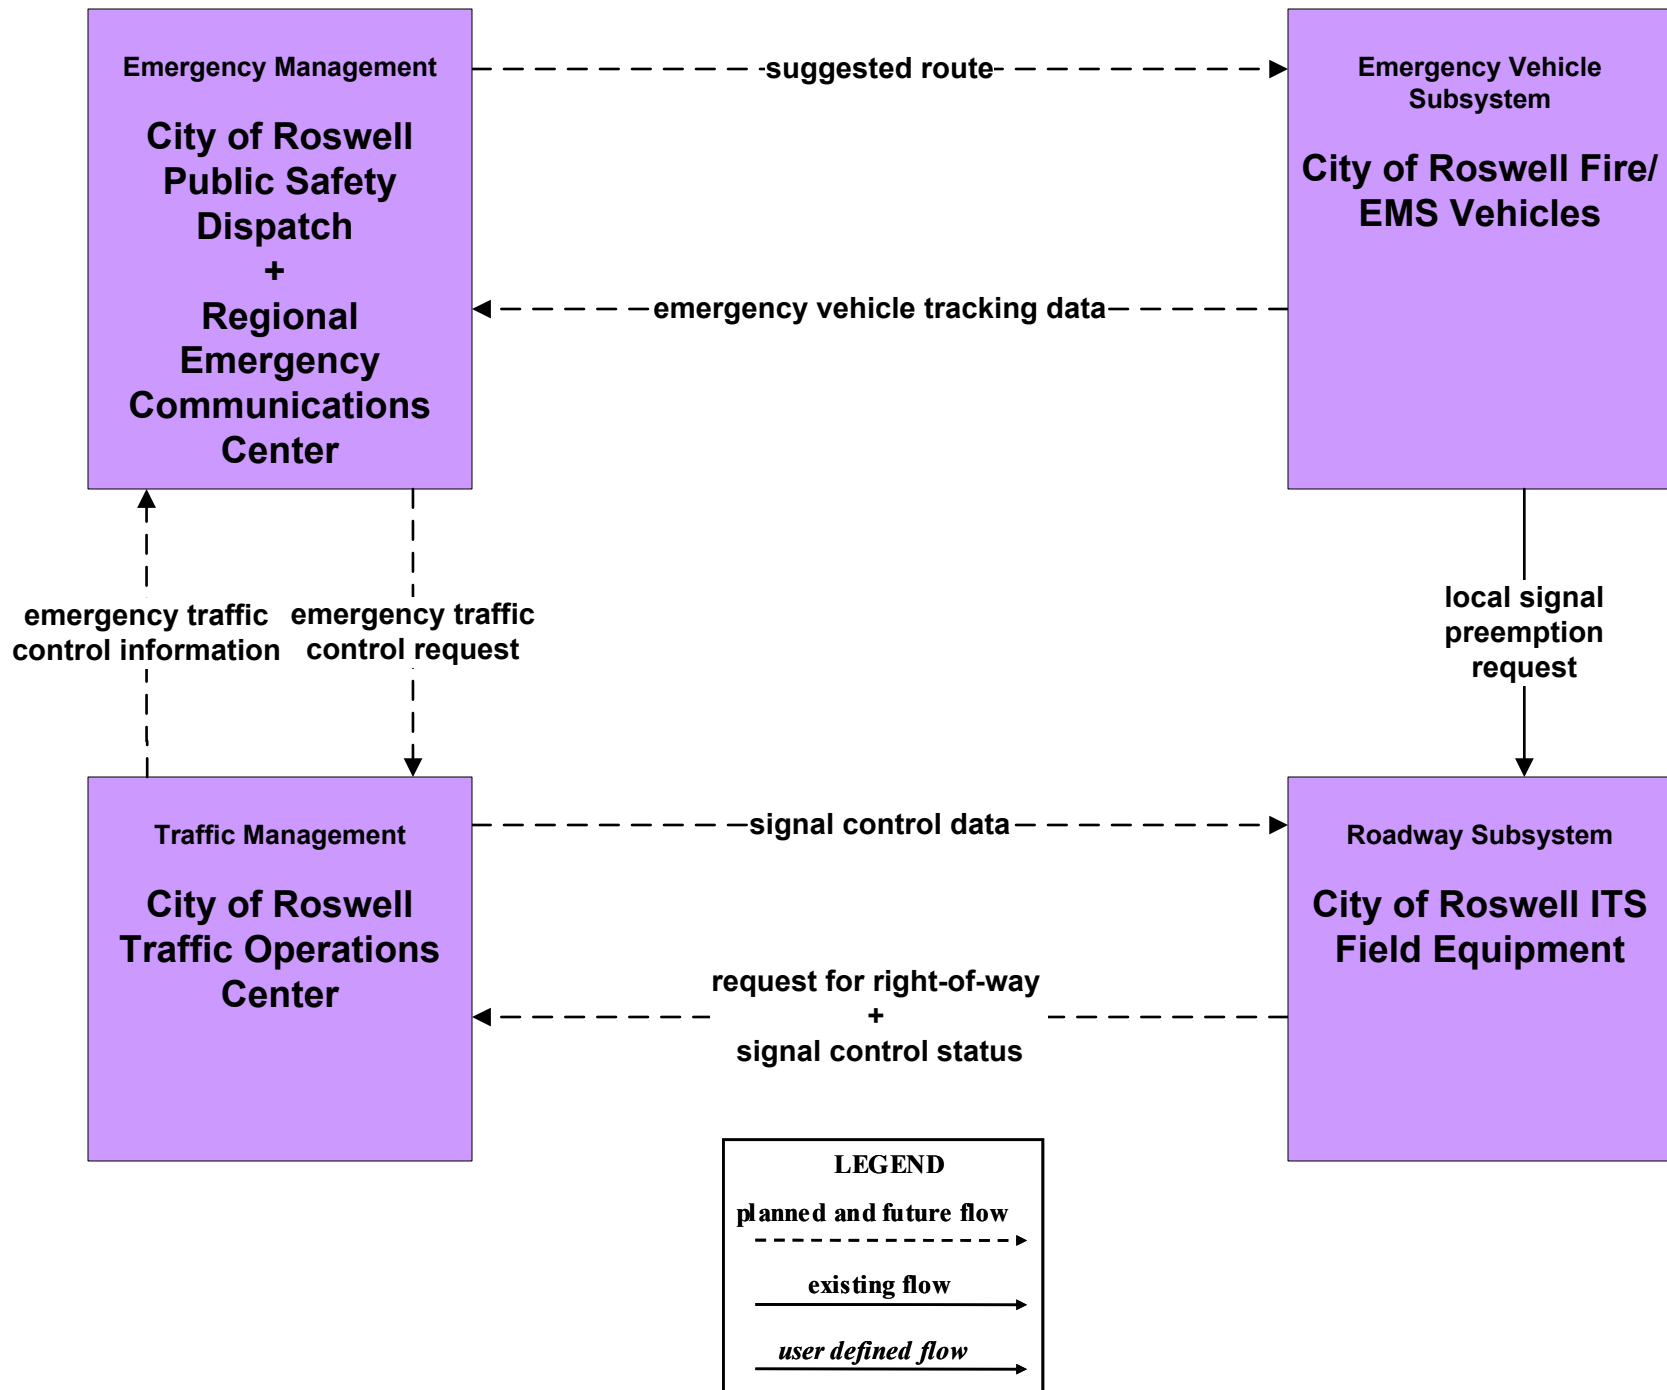 Emergency Management
City of Roswell
Public Safety
Dispatch
+
Regional
Emergency
Communications
Center
suggested route
Emergency Vehicle
Subsystem
City of Roswell Fire/
EMS Vehicles
emergency vehicle tracking data
emergency traffic
control information
emergency traffic
control request
local signal
preemption
request
Traffic Management
City of Roswell
Traffic Operations
Center
signal control data
Roadway Subsystem
City of Roswell ITS
Field Equipment
request for right-of-way
+
signal control status
LEGEND
planned and future flow
existing flow
user defined flow